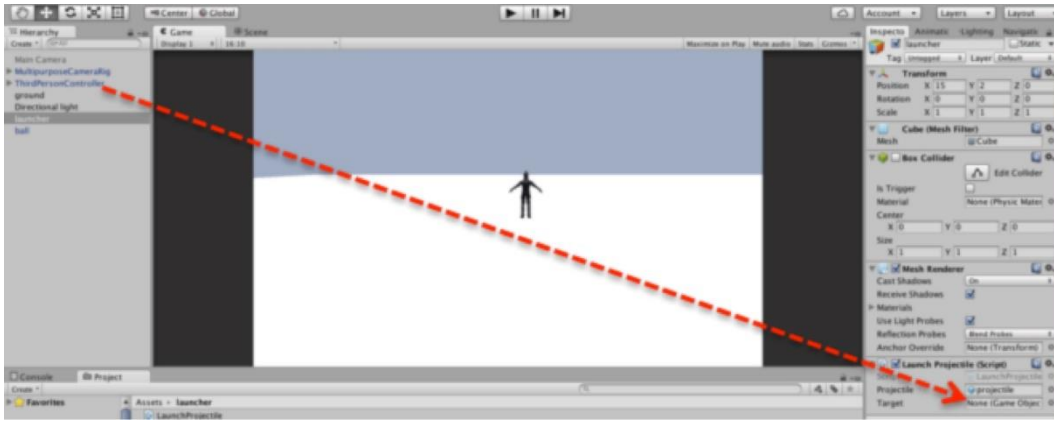 Center Global
Account Layers Layout
Hierarchy
Create
Main Camera
MultipurposeCameraRig
ThirdPersonController
ground
Directional light
launcher
ball
Game Scene
Display 1 16:10 Maximize on Play Mute audio Stats Gizmos
Inspecto Animatic Lighting Navigatic
launcher Static
Tag Untagged Layer Default
Transform
Position X 15 Y 2 Z 0
Rotation X 0 Y 0 Z 0
Scale X 1 Y 1 Z 1
Cube (Mesh Filter)
Mesh Cube
Box Collider
Edit Collider
Is Trigger
Material None (Physic Mater
Center
X 0 Y 0 Z 0
Size
X 1 Y 1 Z 1
Mesh Renderer
Cast Shadows On
Receive Shadows
Materials
Use Light Probes
Reflection Probes Blend Probes
Anchor Override None (Transform)
Launch Projectile (Script)
LaunchProjectile
Projectile projectile
Target None (Game Objec
Console Project
Create
Favorites Assets launcher
LaunchProjectile